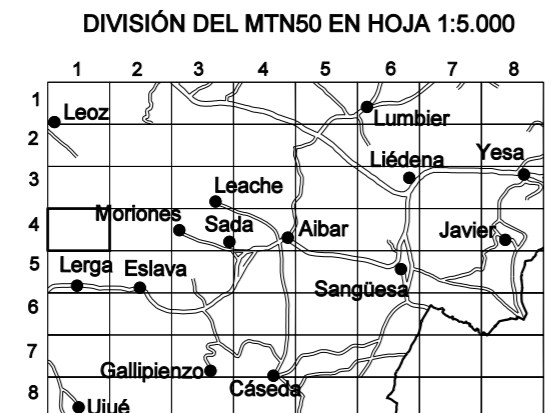 DIVISIÓN DEL MTN50 EN HOJA 1:5.000
1 2 3 4 5 6 7 8
1
Leoz
Lumbier
2
Liédena
Yesa
3
Leache
Moriones
Sada
4
Aibar
Javier
5
Lerga
Eslava
Sangüesa
6
7
Gallipienzo
Cáseda
8
Ujué